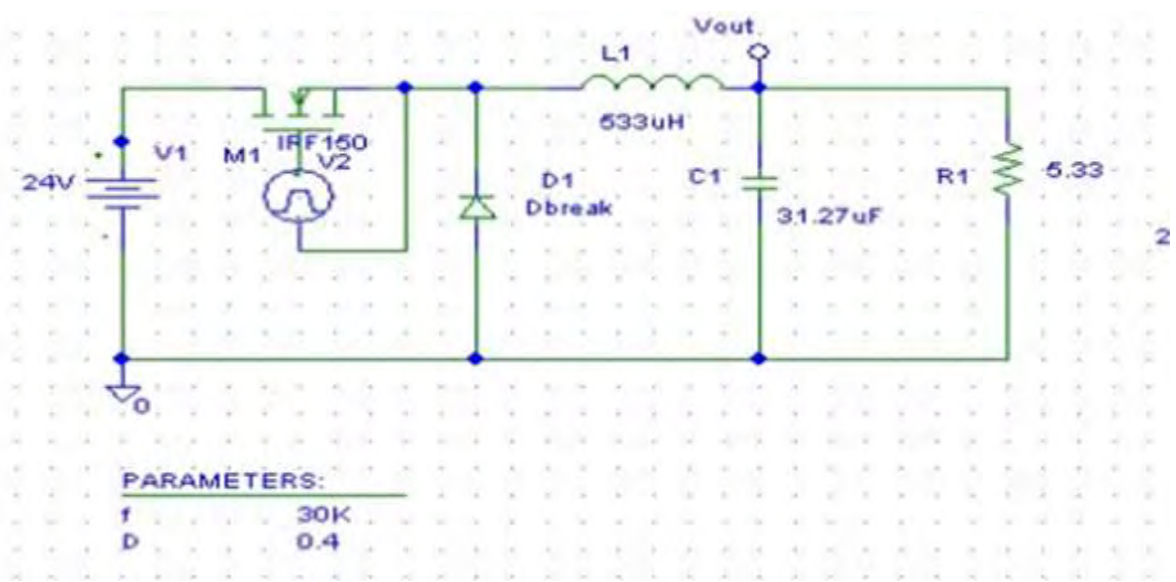 Vout
L1
533uH
IRF150
M1
V2
V1
24V
D1
Dbreak
C1
31.27uF
R1
5.33
2
0
PARAMETERS:
f 30K
D 0.4